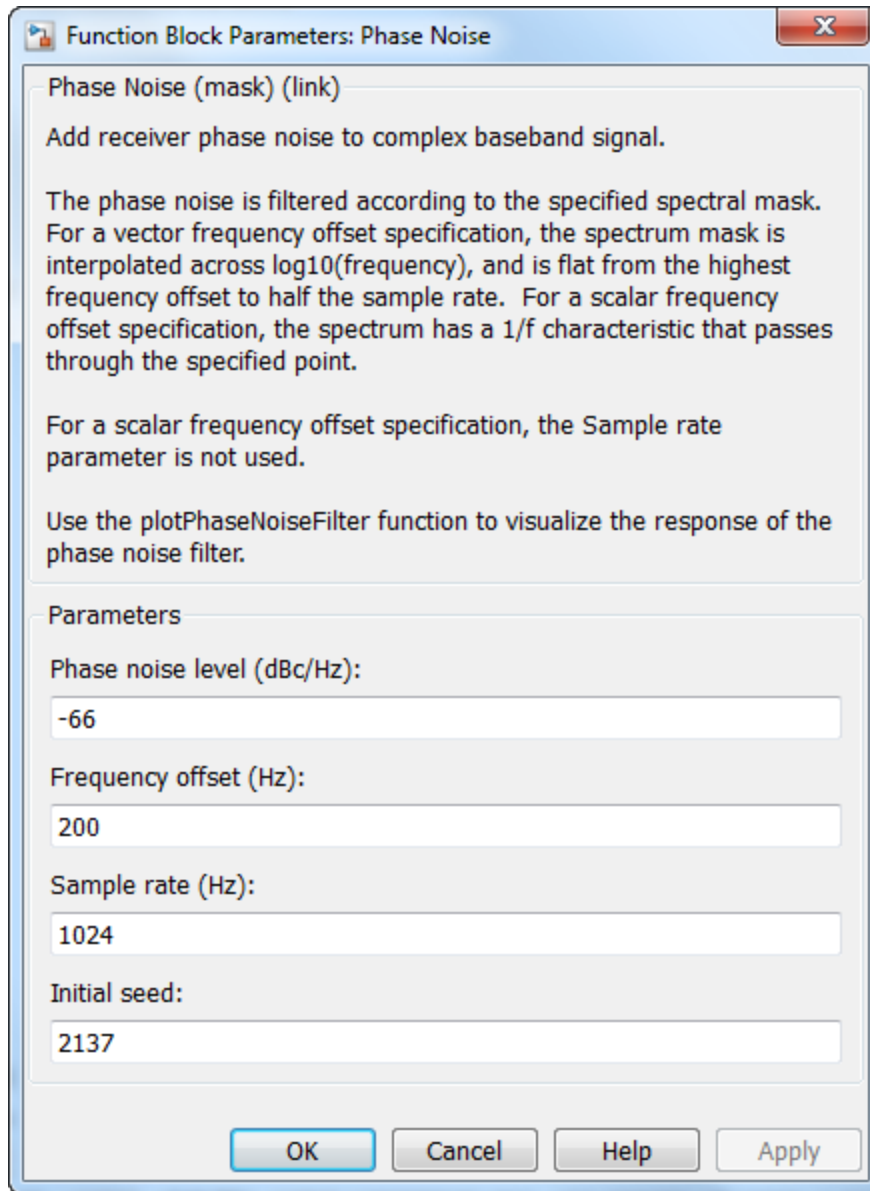 Function Block Parameters: Phase Noise
Phase Noise (mask) (link)
Add receiver phase noise to complex baseband signal.
The phase noise is filtered according to the specified spectral mask.
For a vector frequency offset specification, the spectrum mask is
interpolated across log10(frequency), and is flat from the highest
frequency offset to half the sample rate.  For a scalar frequency
offset specification, the spectrum has a 1/f characteristic that passes
through the specified point.
For a scalar frequency offset specification, the Sample rate
parameter is not used.
Use the plotPhaseNoiseFilter function to visualize the response of the
phase noise filter.
Parameters
Phase noise level (dBc/Hz):
-66
Frequency offset (Hz):
200
Sample rate (Hz):
1024
Initial seed:
2137
OK Cancel Help Apply